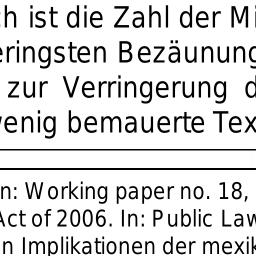 ch ist die Zahl der Mi
eringsten Bezäunung
zur Verringerung d
wenig bemauerte Tex
n: Working paper no. 18,
Act of 2006. In: Public Law
n Implikationen der mexik